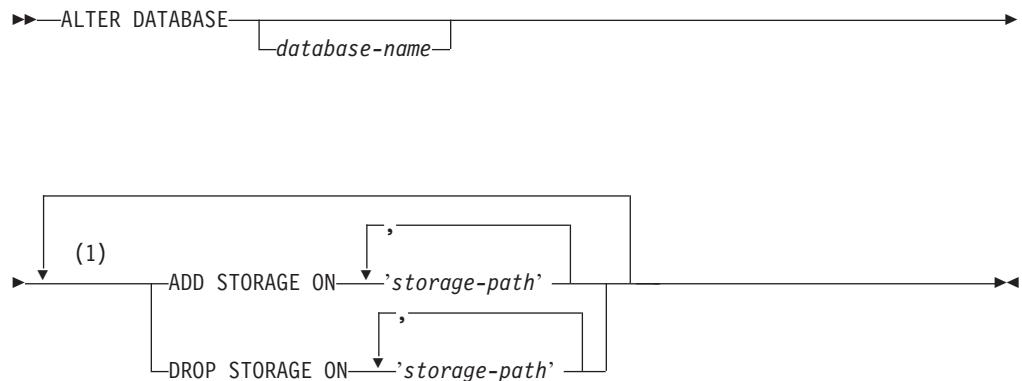 ALTER DATABASE
database-name
(1)
,
ADD STORAGE ON 'storage-path'
,
DROP STORAGE ON 'storage-path'